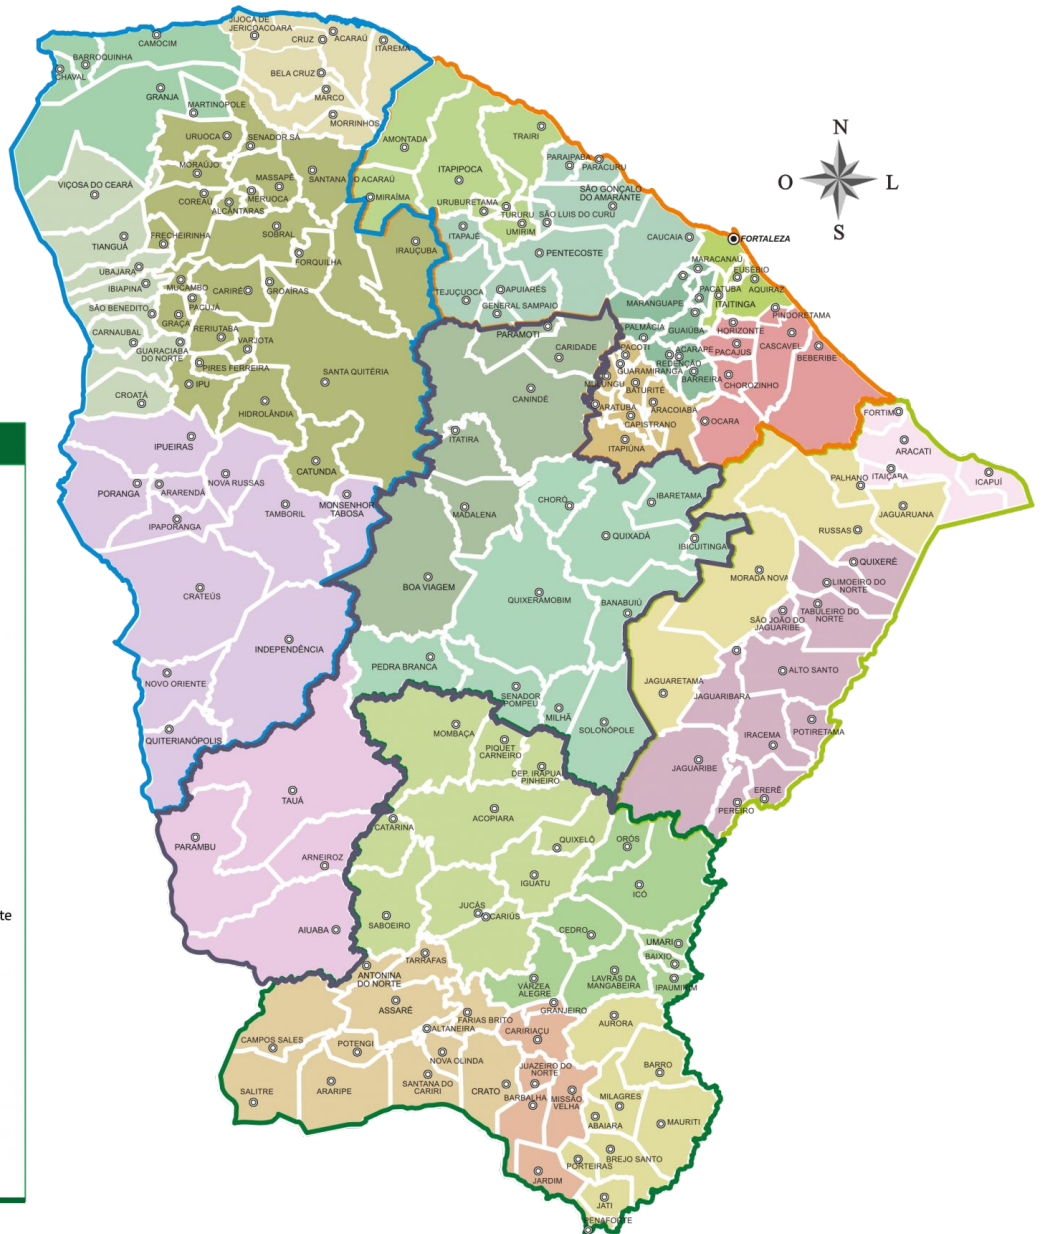 JIJOCA DE
JERICOACOARA
CRUZ
ACARAÚ
ITAREMA
CAMOCIM
BARROQUINHA
CHAVAL
BELA CRUZ
MARCO
GRANJA
MARTINÓPOLE
MORRINHOS
URUOCA
SENADOR SÁ
AMONTADA
TRAIRI
N
O
L
S
MORAÚJO
MASSAPÊ
SANTANA
O ACARAÚ
ITAPIPOCA
PARAIPABA
PARACURU
VIÇOSA DO CEARÁ
COREAÚ
MERUOCA
ALCÂNTARAS
MIRAÍMA
URUBURETAMA
SÃO GONÇALO
DO AMARANTE
TURURU
SÃO LUIS DO CURU
UMIRIM
TIANGUÁ
FRECHEIRINHA
SOBRAL
IRAUÇUBA
ITAPAJÉ
CAUCAIA
FORTALEZA
FORQUILHA
PENTECOSTE
MARACANAÚ
UBAJARA
EUSÉBIO
IBIAPINA
MUCAMBO
CARIRÉ
GROAÍRAS
TEJUÇUOCA
APUIARÉS
PACATUBA
AQUIRAZ
PACUJÁ
GENERAL SAMPAIO
MARANGUAPE
ITAITINGA
SÃO BENEDITO
GRAÇA
PINDORETAMA
CARNAUBAL
RERIUTABA
VARJOTA
PARAMOTI
PALMÁCIA
GUAIÚBA
HORIZONTE
GUARACIABA
DO NORTE
CARIDADE
PACOTI
ACARAPE
PACAJUS
CASCAVEL
BEBERIBE
PIRES FERREIRA
REDENÇÃO
GUARAMIRANGA
IPU
SANTA QUITÉRIA
MULUNGU
BATURITÉ
BARREIRA
CHOROZINHO
CROATÁ
HIDROLÂNDIA
CANINDÉ
ARATUBA
ARACOIABA
CAPISTRANO
OCARA
FORTIM
IPUEIRAS
ITATIRA
ITAPIÚNA
ARACATI
CATUNDA
NOVA RUSSAS
PORANGA
ARARENDÁ
PALHANO
ITAIÇABA
ICAPUÍ
TAMBORIL
MONSENHOR
TABOSA
MADALENA
CHORÓ
IBARETAMA
JAGUARUANA
IPAPORANGA
RUSSAS
QUIXADÁ
IBICUITINGA
QUIXERÉ
CRATEÚS
BOA VIAGEM
QUIXERAMOBIM
MORADA NOVA
LIMOEIRO DO
NORTE
BANABUIÚ
TABULEIRO DO
NORTE
SÃO JOÃO DO
JAGUARIBE
INDEPENDÊNCIA
PEDRA BRANCA
NOVO ORIENTE
ALTO SANTO
JAGUARETAMA
JAGUARIBARA
SENADOR
POMPEU
MILHÃ
SOLONÓPOLE
QUITERIANÓPOLIS
MOMBAÇA
POTIRETAMA
IRACEMA
PIQUET
CARNEIRO
DEP. IRAPUA
PINHEIRO
JAGUARIBE
TAUÁ
ERERÊ
PEREIRO
ACOPIARA
CATARINA
PARAMBU
QUIXELÔ
ORÓS
ARNEIROZ
IGUATU
ICÓ
te
JUCÁS
CARIÚS
SABOEIRO
AIUABA
CEDRO
UMARI
TARRAFAS
BAIXIO
ANTONINA
DO NORTE
VÁRZEA
ALEGRE
LAVRAS DA
MANGABEIRA
IPAUMIRIM
ASSARÉ
GRANJEIRO
FARIAS BRITO
AURORA
ALTANEIRA
CARIRIAÇU
CAMPOS SALES
POTENGI
NOVA OLINDA
JUAZEIRO DO
NORTE
BARRO
SALITRE
ARARIPE
SANTANA DO
CARIRI
CRATO
BARBALHA
MISSÃO
VELHA
MILAGRES
ABAIARA
MAURITI
BREJO SANTO
PORTEIRAS
JARDIM
JATI
PENAFORTE